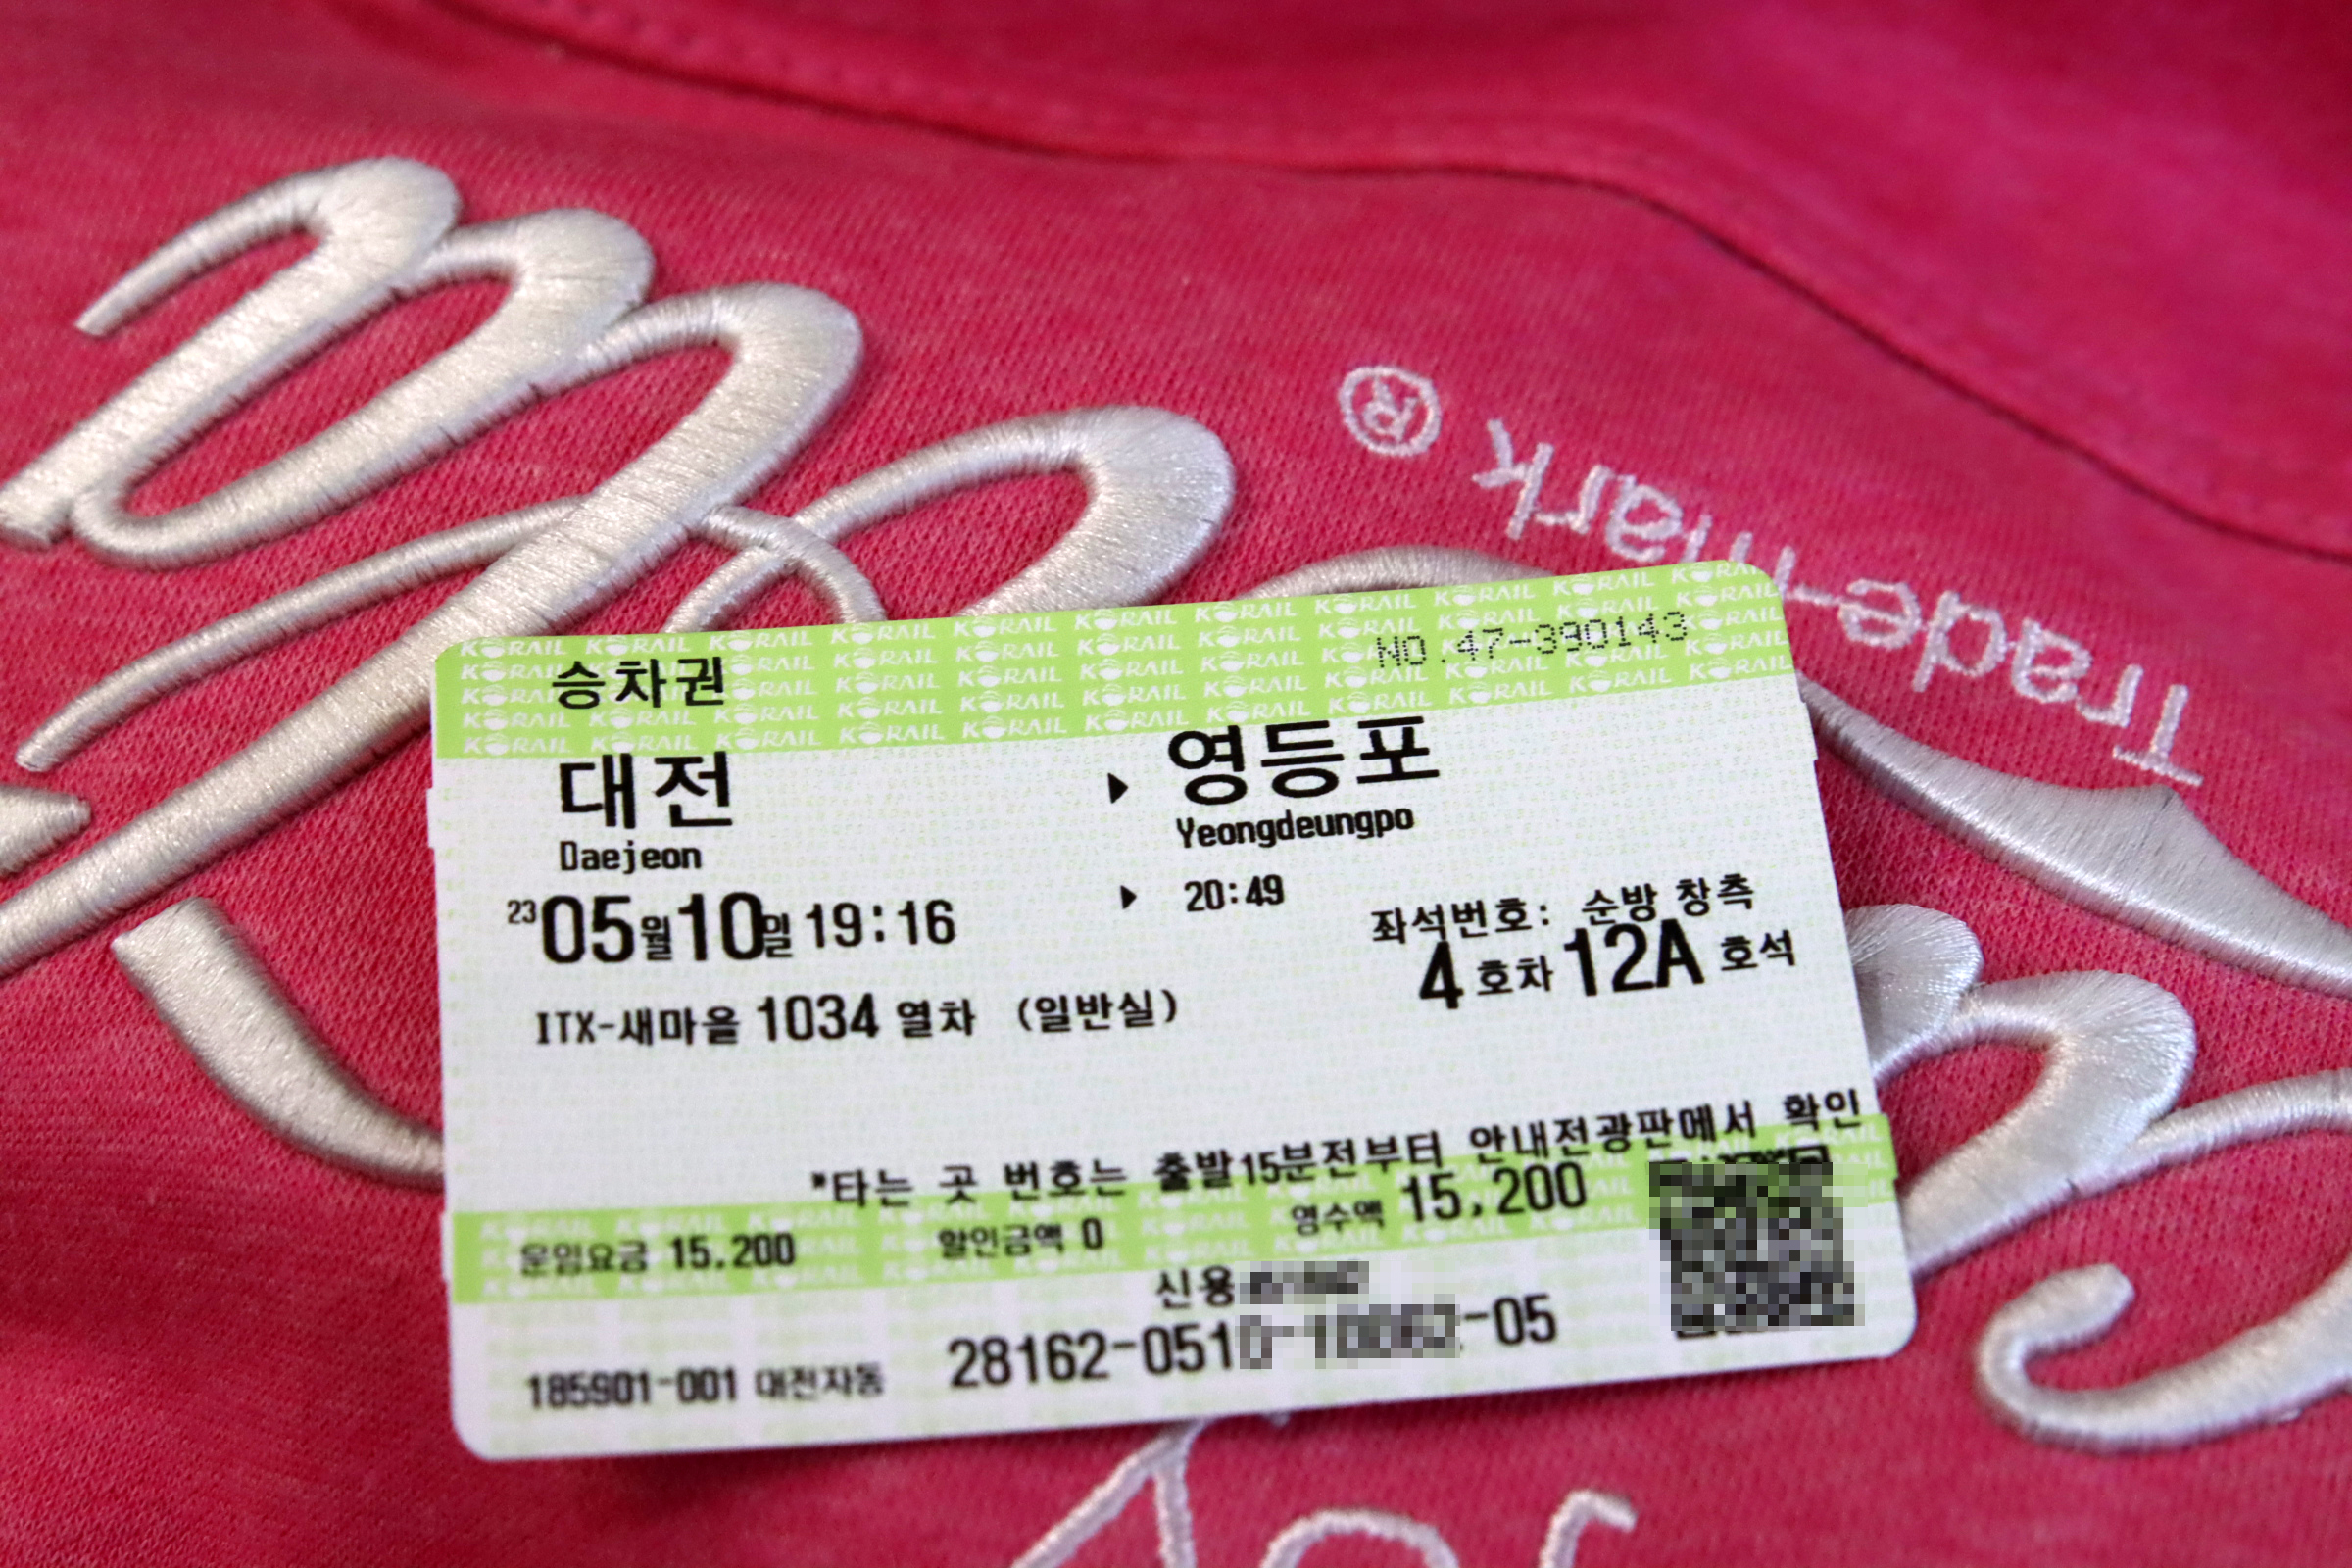 Trade-mark ®
KORAIL
승차권
NO.47-390143
대전 ▶ 영등포
Daejeon Yeongdeungpo
23 05월10일 19:16 ▶ 20:49
좌석번호: 순방 창측
4 호차 12A 호석
ITX-새마을 1034 열차 (일반실)
*타는 곳 번호는 출발15분전부터 안내전광판에서 확인
운임요금 15,200 할인금액 0 영수액 15,200
신용
185901-001 대전자동 28162-051 -05
for